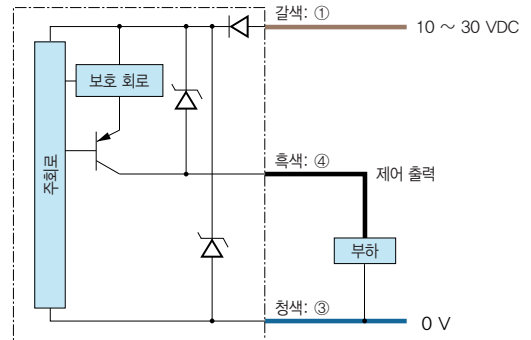 갈색: ①
10 ~ 30 VDC
보호 회로
주회로
흑색: ④
제어 출력
부하
청색: ③
0 V